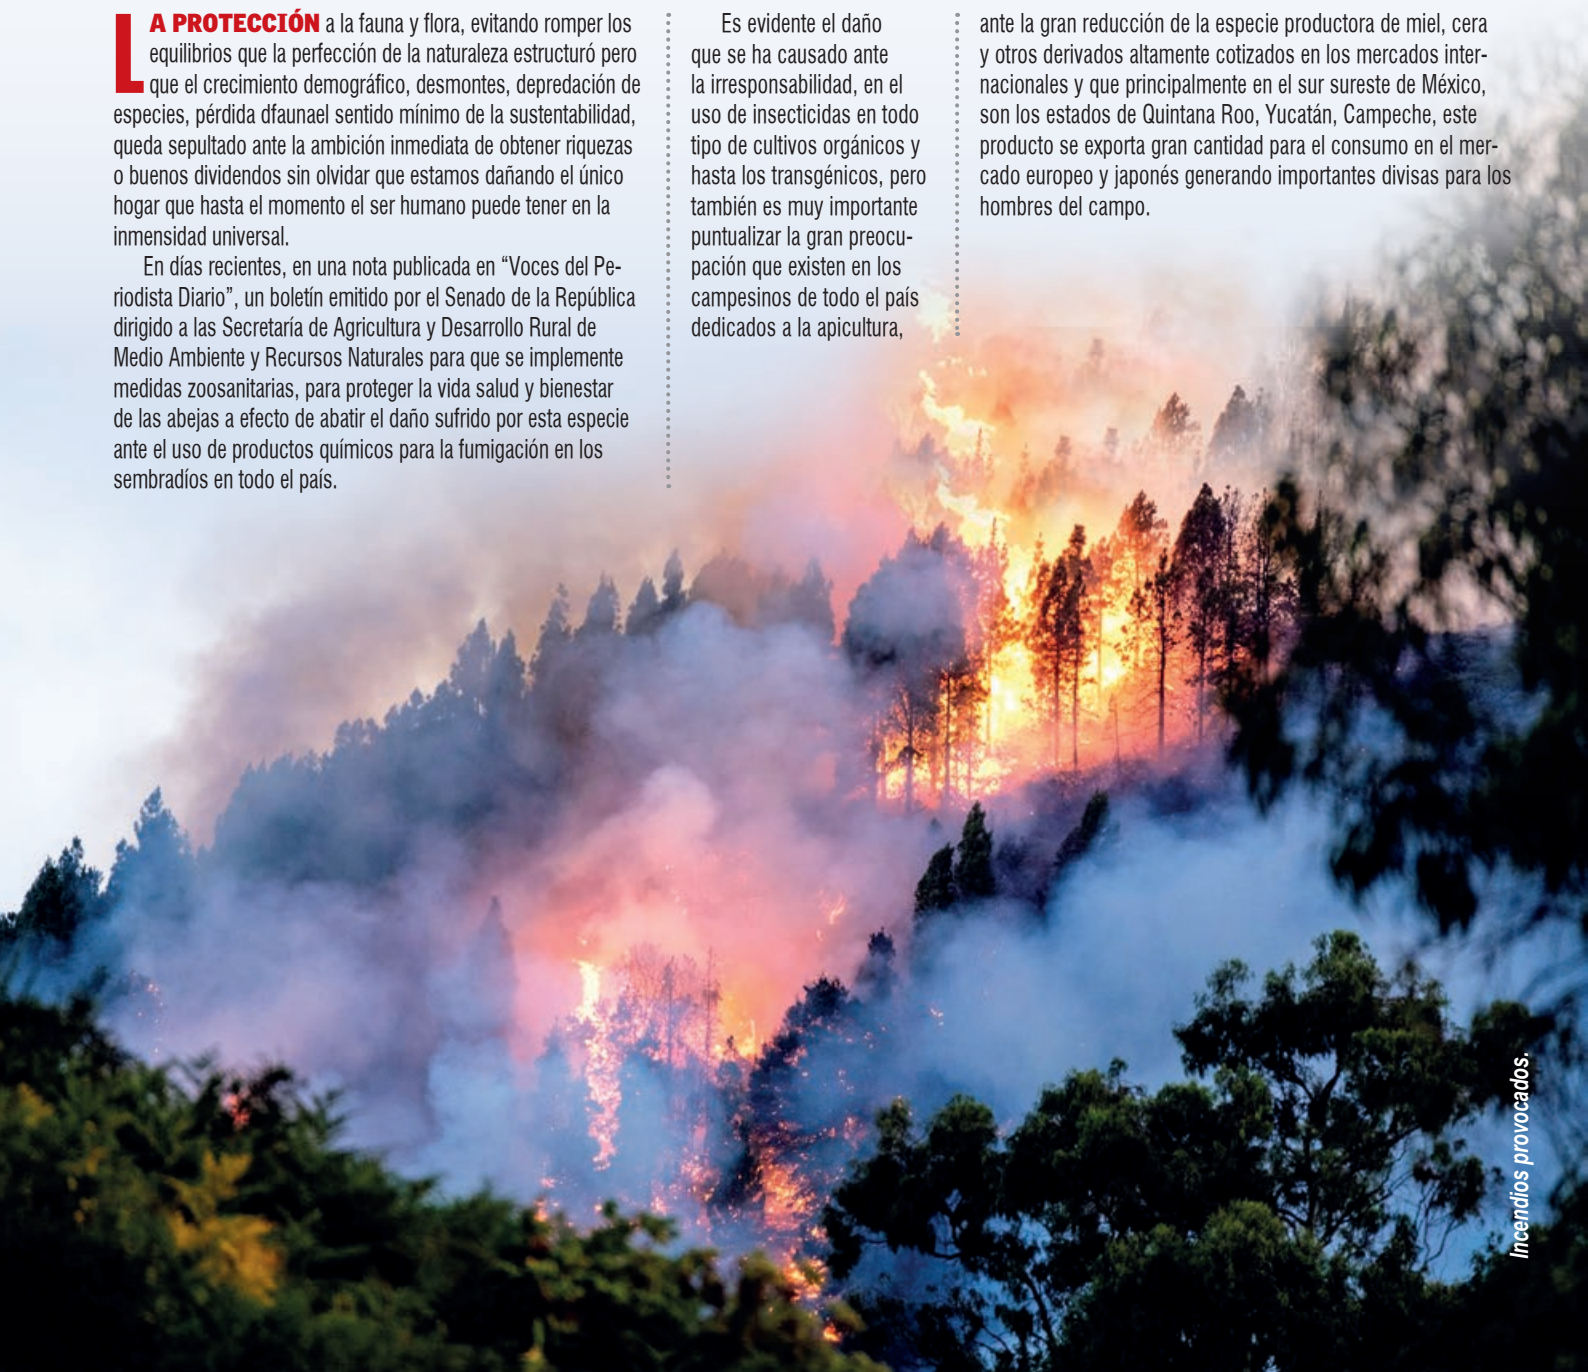 LA PROTECCIÓN a la fauna y flora, evitando romper los
equilibrios que la perfección de la naturaleza estructuró pero
que el crecimiento demográfico, desmontes, depredación de
especies, pérdida dfaunael sentido mínimo de la sustentabilidad,
queda sepultado ante la ambición inmediata de obtener riquezas
o buenos dividendos sin olvidar que estamos dañando el único
hogar que hasta el momento el ser humano puede tener en la
inmensidad universal.
En días recientes, en una nota publicada en “Voces del Pe-
riodista Diario”, un boletín emitido por el Senado de la República
dirigido a las Secretaría de Agricultura y Desarrollo Rural de
Medio Ambiente y Recursos Naturales para que se implemente
medidas zoosanitarias, para proteger la vida salud y bienestar
de las abejas a efecto de abatir el daño sufrido por esta especie
ante el uso de productos químicos para la fumigación en los
sembradíos en todo el país.
Es evidente el daño
que se ha causado ante
la irresponsabilidad, en el
uso de insecticidas en todo
tipo de cultivos orgánicos y
hasta los transgénicos, pero
también es muy importante
puntualizar la gran preocu-
pación que existen en los
campesinos de todo el país
dedicados a la apicultura,
ante la gran reducción de la especie productora de miel, cera
y otros derivados altamente cotizados en los mercados inter-
nacionales y que principalmente en el sur sureste de México,
son los estados de Quintana Roo, Yucatán, Campeche, este
producto se exporta gran cantidad para el consumo en el mer-
cado europeo y japonés generando importantes divisas para los
hombres del campo.
Incendios provocados.